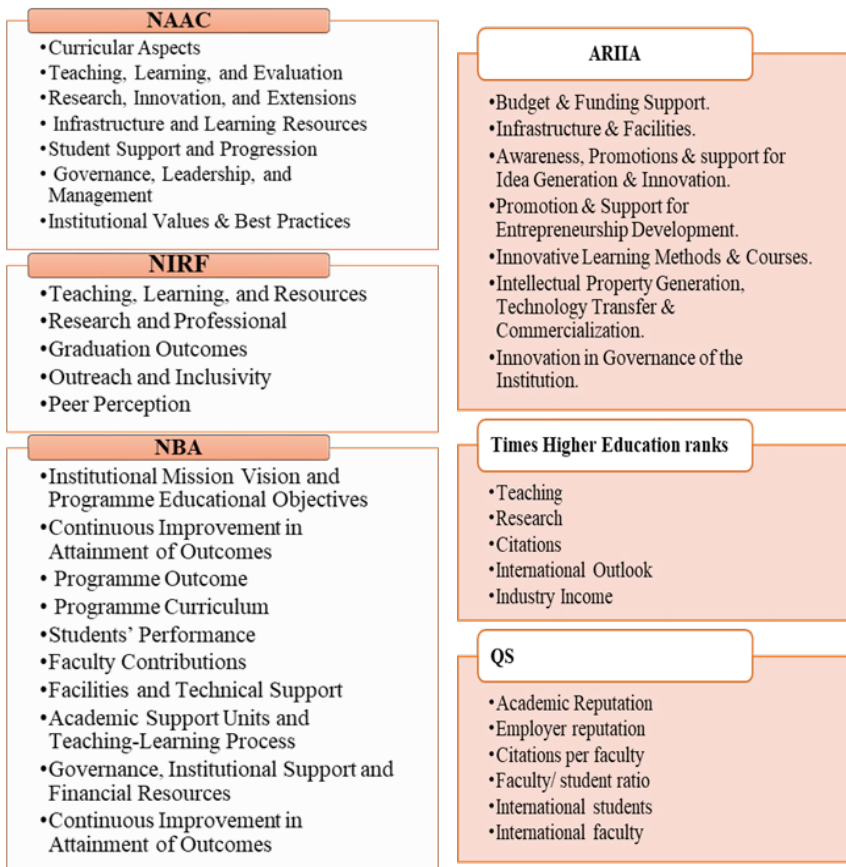 NAAC
•Curricular Aspects
•Teaching, Learning, and Evaluation
•Research, Innovation, and Extensions
• Infrastructure and Learning Resources
•Student Support and Progression
• Governance, Leadership, and
Management
•Institutional Values & Best Practices
NIRF
•Teaching, Learning, and Resources
•Research and Professional
•Graduation Outcomes
•Outreach and Inclusivity
•Peer Perception
NBA
•Institutional Mission Vision and
Programme Educational Objectives
•Continuous Improvement in
Attainment of Outcomes
• Programme Outcome
• Programme Curriculum
•Students’ Performance
•Faculty Contributions
•Facilities and Technical Support
•Academic Support Units and
Teaching-Learning Process
•Governance, Institutional Support and
Financial Resources
•Continuous Improvement in
Attainment of Outcomes
ARIIA
•Budget & Funding Support.
•Infrastructure & Facilities.
•Awareness, Promotions & support for
Idea Generation & Innovation.
•Promotion & Support for
Entrepreneurship Development.
•Innovative Learning Methods & Courses.
•Intellectual Property Generation,
Technology Transfer &
Commercialization.
•Innovation in Governance of the
Institution.
Times Higher Education ranks
•Teaching
•Research
•Citations
•International Outlook
•Industry Income
QS
•Academic Reputation
•Employer reputation
•Citations per faculty
•Faculty/ student ratio
•International students
•International faculty